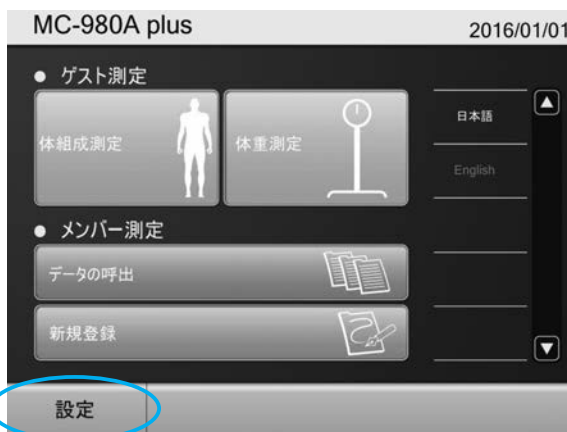 MC-980A plus 2016/01/01
● ゲスト測定
体組成測定 体重測定
日本語
English
● メンバー測定
データの呼出
新規登録
設定